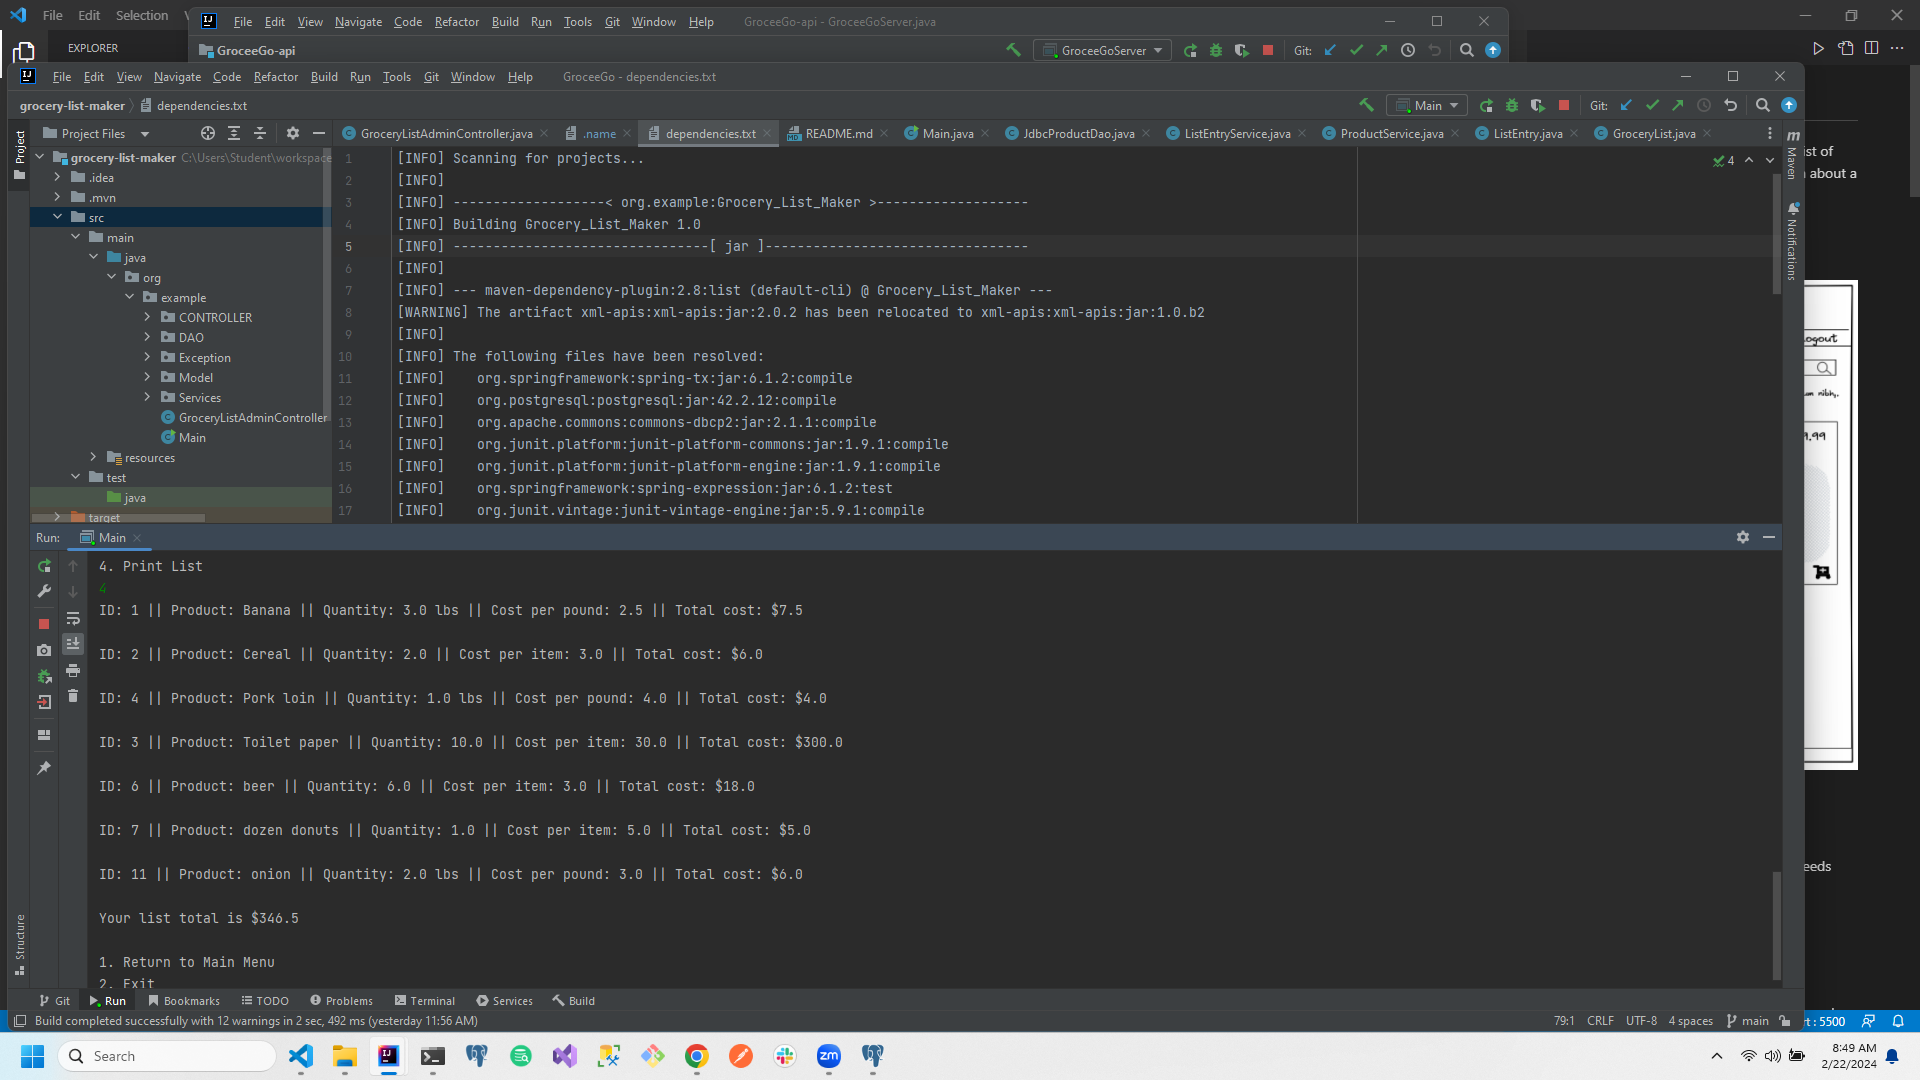 File Edit Selection
EXPLORER
File Edit View Navigate Code Refactor Build Run Tools Git Window Help GroceeGo-api - GroceeGoServer.java
GroceeGo-api GroceeGoServer Git:
File Edit View Navigate Code Refactor Build Run Tools Git Window Help GroceeGo - dependencies.txt
grocery-list-maker dependencies.txt Main Git:
Project Files
GroceryListAdminController.java .name dependencies.txt README.md Main.java JdbcProductDao.java ListEntryService.java ProductService.java ListEntry.java GroceryList.java
Project
Maven
Notifications
Structure
grocery-list-maker C:\Users\Student\workspace
.idea
.mvn
src
main
java
org
example
CONTROLLER
DAO
Exception
Model
Services
GroceryListAdminController
Main
resources
test
java
target
4
1 [INFO] Scanning for projects...
2 [INFO]
3 [INFO] -------------------< org.example:Grocery_List_Maker >-------------------
4 [INFO] Building Grocery_List_Maker 1.0
5 [INFO] --------------------------------[ jar ]---------------------------------
6 [INFO]
7 [INFO] --- maven-dependency-plugin:2.8:list (default-cli) @ Grocery_List_Maker ---
8 [WARNING] The artifact xml-apis:xml-apis:jar:2.0.2 has been relocated to xml-apis:xml-apis:jar:1.0.b2
9 [INFO]
10 [INFO] The following files have been resolved:
11 [INFO]    org.springframework:spring-tx:jar:6.1.2:compile
12 [INFO]    org.postgresql:postgresql:jar:42.2.12:compile
13 [INFO]    org.apache.commons:commons-dbcp2:jar:2.1.1:compile
14 [INFO]    org.junit.platform:junit-platform-commons:jar:1.9.1:compile
15 [INFO]    org.junit.platform:junit-platform-engine:jar:1.9.1:compile
16 [INFO]    org.springframework:spring-expression:jar:6.1.2:test
17 [INFO]    org.junit.vintage:junit-vintage-engine:jar:5.9.1:compile
ist of
about a
ogout
9.99
eeds
Run: Main
4. Print List
4
ID: 1 || Product: Banana || Quantity: 3.0 lbs || Cost per pound: 2.5 || Total cost: $7.5
ID: 2 || Product: Cereal || Quantity: 2.0 || Cost per item: 3.0 || Total cost: $6.0
ID: 4 || Product: Pork loin || Quantity: 1.0 lbs || Cost per pound: 4.0 || Total cost: $4.0
ID: 3 || Product: Toilet paper || Quantity: 10.0 || Cost per item: 30.0 || Total cost: $300.0
ID: 6 || Product: beer || Quantity: 6.0 || Cost per item: 3.0 || Total cost: $18.0
ID: 7 || Product: dozen donuts || Quantity: 1.0 || Cost per item: 5.0 || Total cost: $5.0
ID: 11 || Product: onion || Quantity: 2.0 lbs || Cost per pound: 3.0 || Total cost: $6.0
Your list total is $346.5
1. Return to Main Menu
2. Exit
Git Run Bookmarks TODO Problems Terminal Services Build
Build completed successfully with 12 warnings in 2 sec, 492 ms (yesterday 11:56 AM) 79:1 CRLF UTF-8 4 spaces main
rt : 5500
Search
8:49 AM
2/22/2024